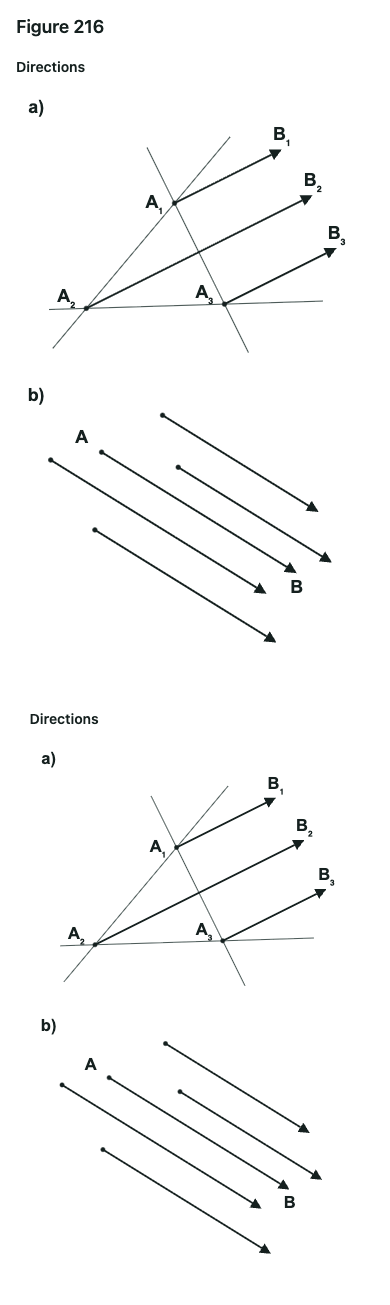 Figure 216
Directions
a)
B₁
B₂
A₁
B₃
A₂
A₃
b)
A
B
Directions
a)
B₁
B₂
A₁
B₃
A₂
A₃
b)
A
B